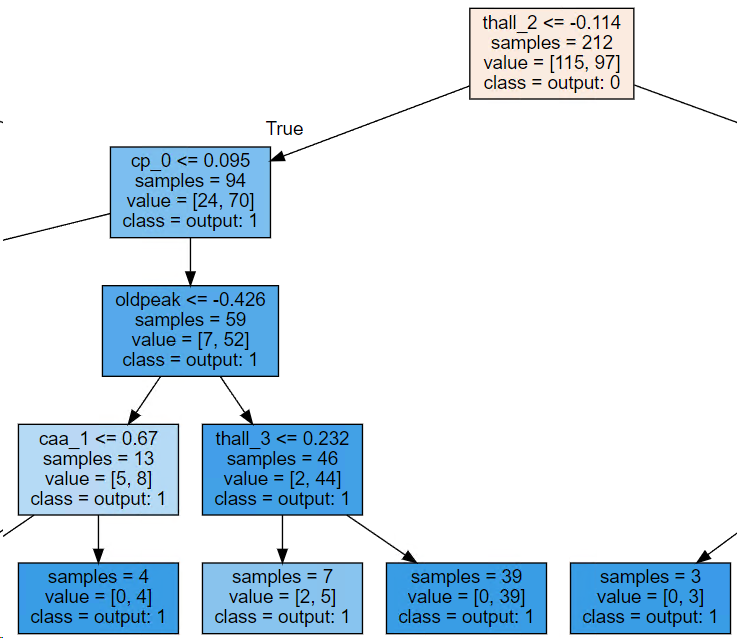 thall_2 <= -0.114
samples = 212
value = [115, 97]
class = output: 0
True
cp_0 <= 0.095
samples = 94
value = [24, 70]
class = output: 1
oldpeak <= -0.426
samples = 59
value = [7, 52]
class = output: 1
caa_1 <= 0.67
samples = 13
value = [5, 8]
class = output: 1
thall_3 <= 0.232
samples = 46
value = [2, 44]
class = output: 1
samples = 4
value = [0, 4]
class = output: 1
samples = 7
value = [2, 5]
class = output: 1
samples = 39
value = [0, 39]
class = output: 1
samples = 3
value = [0, 3]
class = output: 1